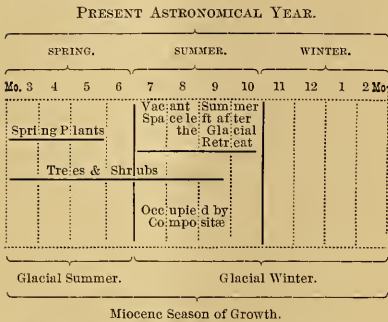 PRESENT ASTRONOMICAL YEAR.
SPRING. SUMMER. WINTER.
Mo. 3 4 5 6 7 8 9 10 11 12 1 2 Mo.
Vacant Summer
Space left after
Spring Plants the Glacial
Retreat
Trees & Shrubs
Occupied by
Compositæ
Glacial Summer. Glacial Winter.
Miocene Season of Growth.